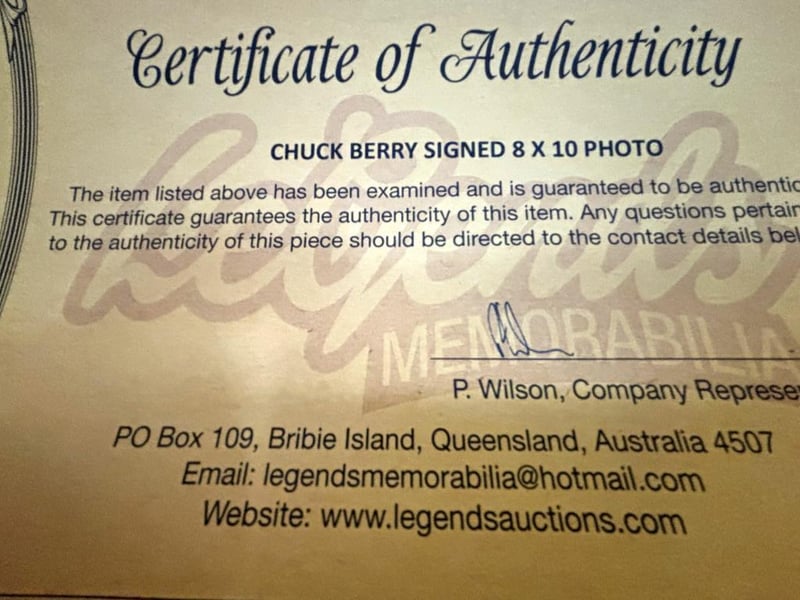 Certificate of Authenticity
CHUCK BERRY SIGNED 8 X 10 PHOTO
The item listed above has been examined and is guaranteed to be authentic
This certificate guarantees the authenticity of this item. Any questions
to the authenticity of this piece should be directed to the contact details
Legends
MEMORABILIA
P. Wilson, Company
PO Box 109, Bribie Island, Queensland, Australia 4507
Email: legendsmemorabilia@hotmail.com
Website: www.legendsauctions.com